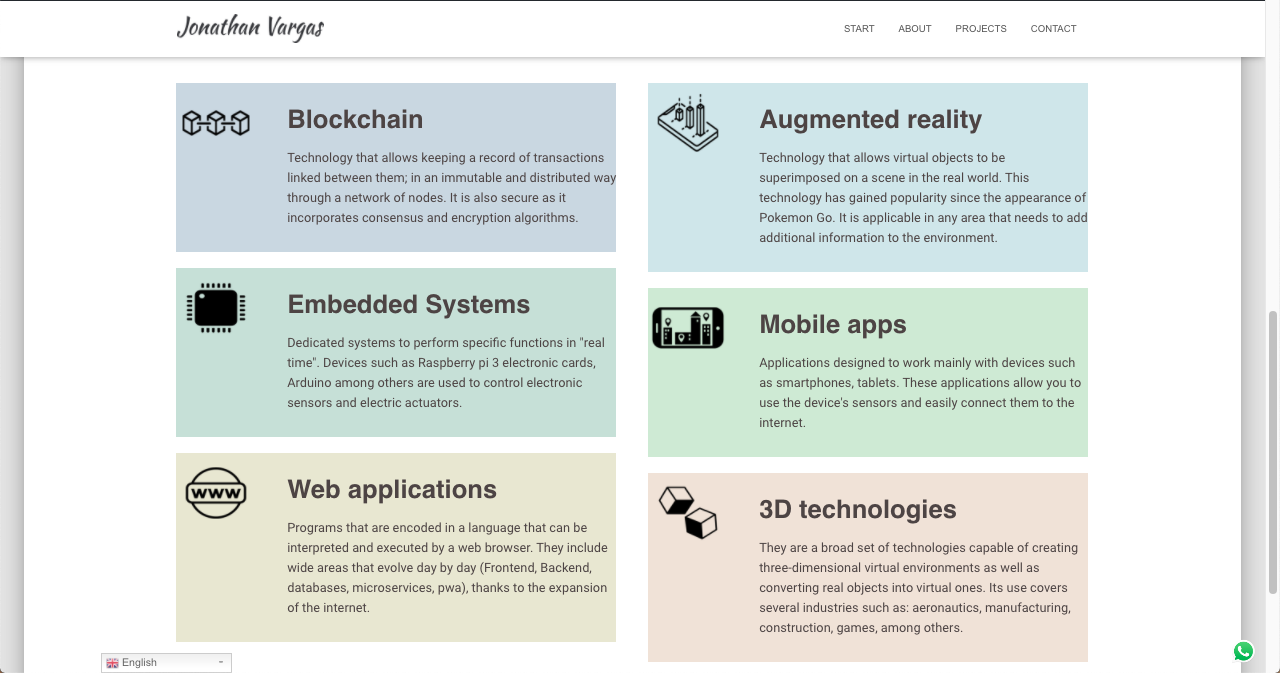 Jonathan Vargas
START ABOUT PROJECTS CONTACT
Blockchain
Technology that allows keeping a record of transactions
linked between them; in an immutable and distributed way
through a network of nodes. It is also secure as it
incorporates consensus and encryption algorithms.
Embedded Systems
Dedicated systems to perform specific functions in "real
time". Devices such as Raspberry pi 3 electronic cards,
Arduino among others are used to control electronic
sensors and electric actuators.
WWW
Web applications
Programs that are encoded in a language that can be
interpreted and executed by a web browser. They include
wide areas that evolve day by day (Frontend, Backend,
databases, microservices, pwa), thanks to the expansion
of the internet.
Augmented reality
Technology that allows virtual objects to be
superimposed on a scene in the real world. This
technology has gained popularity since the appearance of
Pokemon Go. It is applicable in any area that needs to add
additional information to the environment.
Mobile apps
Applications designed to work mainly with devices such
as smartphones, tablets. These applications allow you to
use the device's sensors and easily connect them to the
internet.
3D technologies
They are a broad set of technologies capable of creating
three-dimensional virtual environments as well as
converting real objects into virtual ones. Its use covers
several industries such as: aeronautics, manufacturing,
construction, games, among others.
English